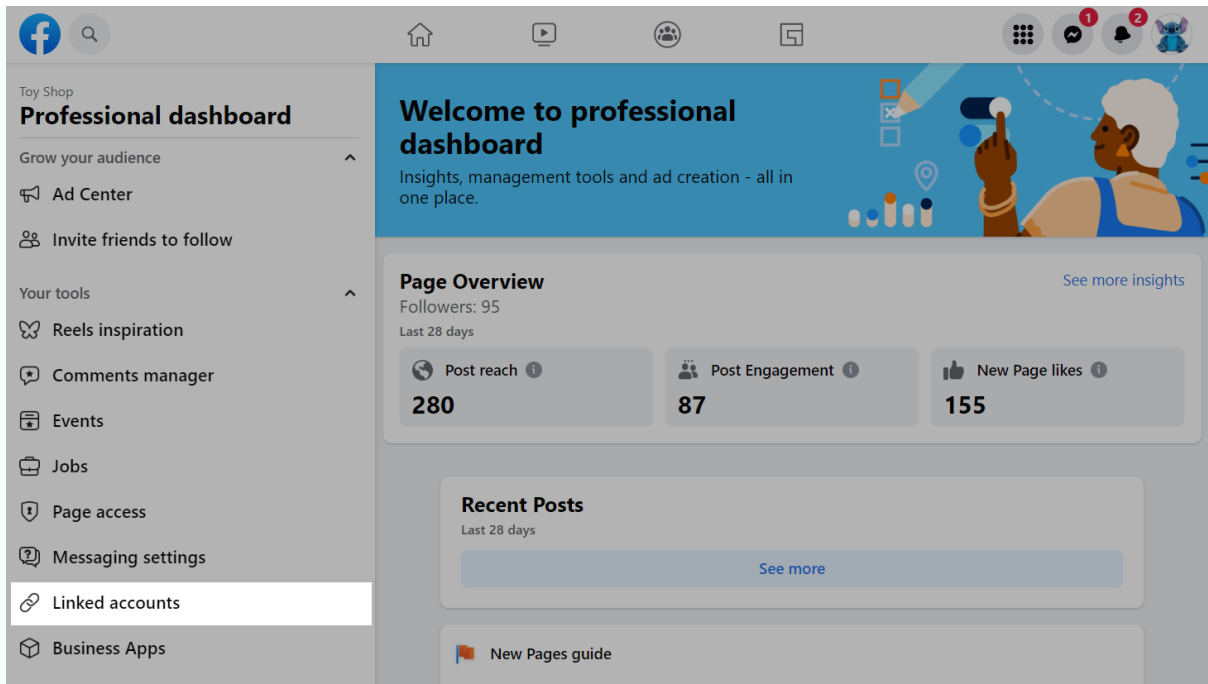 1
2
Toy Shop
Professional dashboard
Grow your audience
Ad Center
Invite friends to follow
Your tools
Reels inspiration
Comments manager
Events
Jobs
Page access
Messaging settings
Linked accounts
Business Apps
Welcome to professional
dashboard
Insights, management tools and ad creation - all in
one place.
Page Overview
See more insights
Followers: 95
Last 28 days
Post reach
280
Post Engagement
87
New Page likes
155
Recent Posts
Last 28 days
See more
New Pages guide